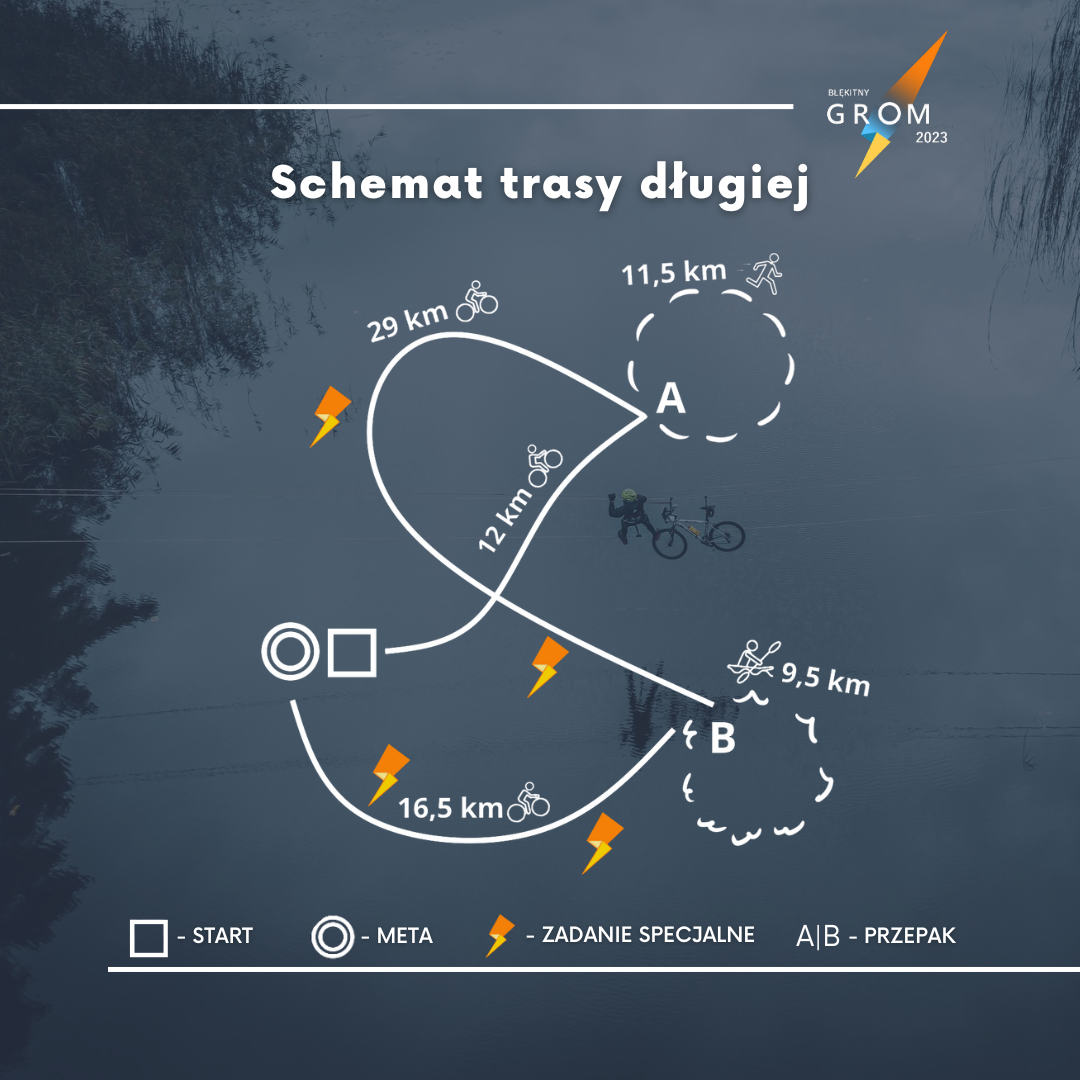 BŁĘKITNY
GROM
2023
Schemat trasy długiej
11,5 km
29 km
A
12 km
9,5 km
B
16,5 km
- START
- META
- ZADANIE SPECJALNE
A|B - PRZEPAK